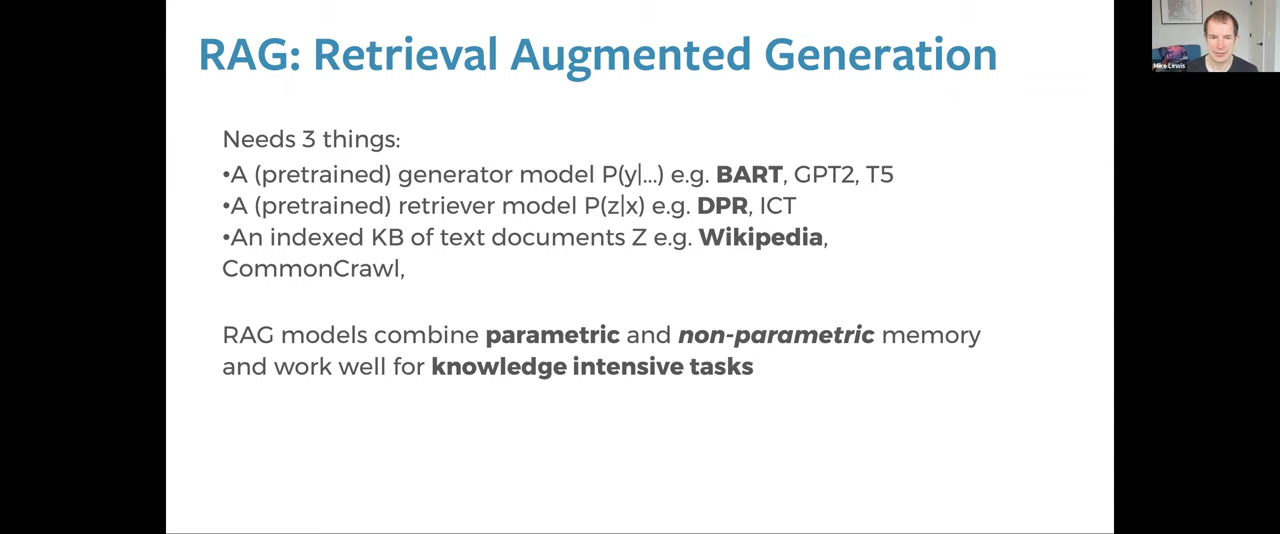 RAG: Retrieval Augmented Generation
Needs 3 things:
•A (pretrained) generator model P(y|...) e.g. BART, GPT2, T5
•A (pretrained) retriever model P(z|x) e.g. DPR, ICT
•An indexed KB of text documents Z e.g. Wikipedia,
CommonCrawl,
RAG models combine parametric and non-parametric memory
and work well for knowledge intensive tasks
Mike Lewis